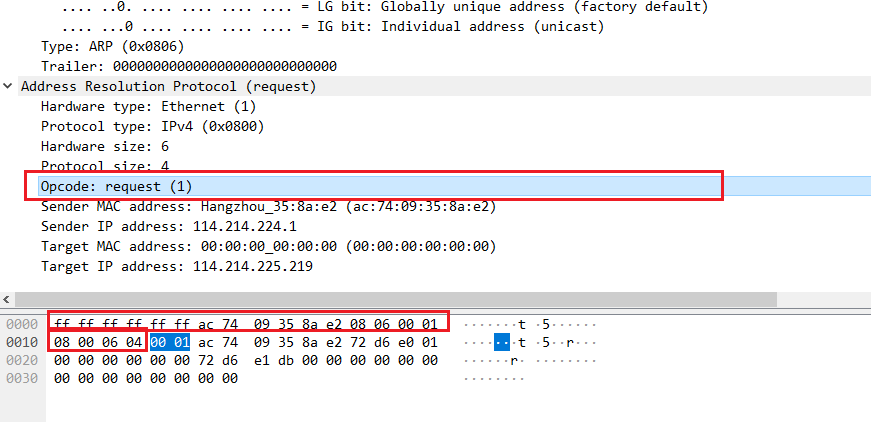 .... ..0. .... .... .... .... = LG bit: Globally unique address (factory default)
.... ...0 .... .... .... .... = IG bit: Individual address (unicast)
Type: ARP (0x0806)
Trailer: 000000000000000000000000000000000000
Address Resolution Protocol (request)
Hardware type: Ethernet (1)
Protocol type: IPv4 (0x0800)
Hardware size: 6
Protocol size: 4
Opcode: request (1)
Sender MAC address: Hangzhou_35:8a:e2 (ac:74:09:35:8a:e2)
Sender IP address: 114.214.224.1
Target MAC address: 00:00:00_00:00:00 (00:00:00:00:00:00)
Target IP address: 114.214.225.219
0000 ff ff ff ff ff ff ac 74 09 35 8a e2 08 06 00 01 ·······t ·5······
0010 08 00 06 04 00 01 ac 74 09 35 8a e2 72 d6 e0 01 ·······t ·5··r···
0020 00 00 00 00 00 00 72 d6 e1 db 00 00 00 00 00 00 ······r· ········
0030 00 00 00 00 00 00 00 00 ········